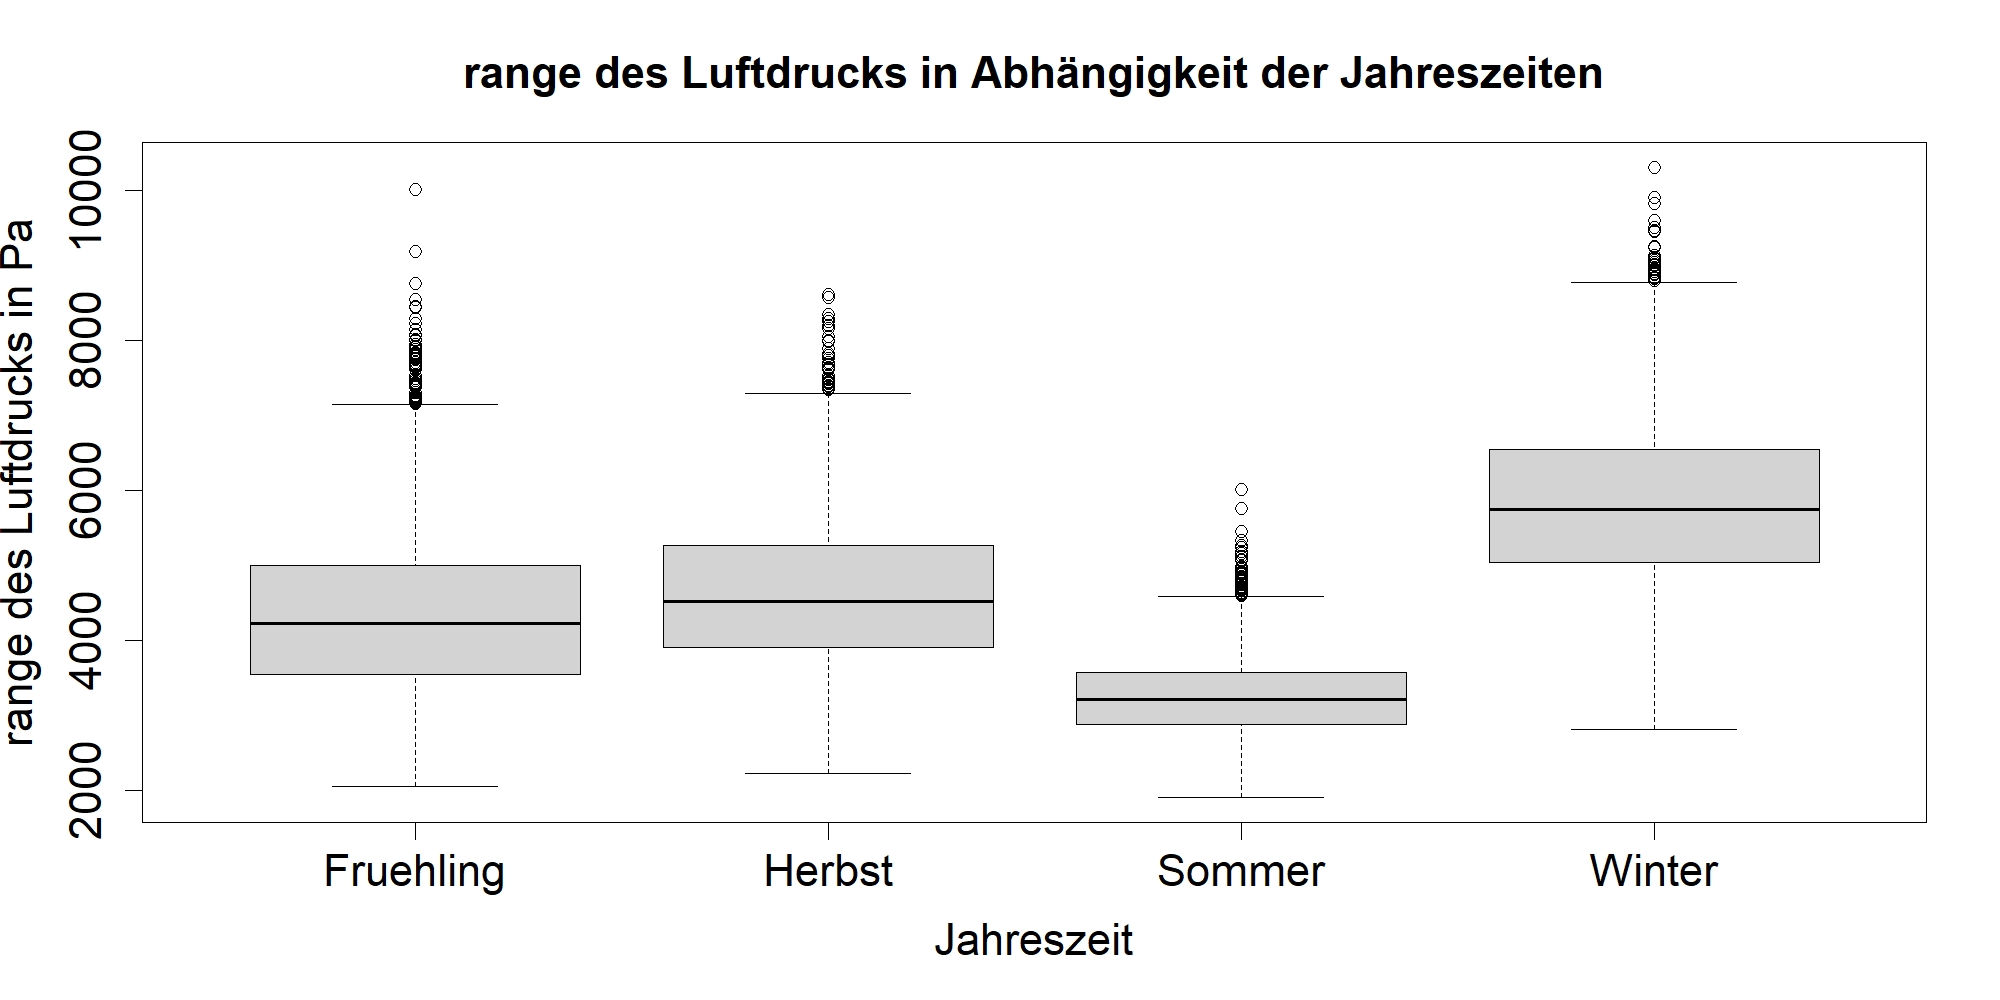 range des Luftdrucks in Abhängigkeit der Jahreszeiten
range des Luftdrucks in Pa
10000
8000
6000
4000
2000
Fruehling Herbst Sommer Winter
Jahreszeit